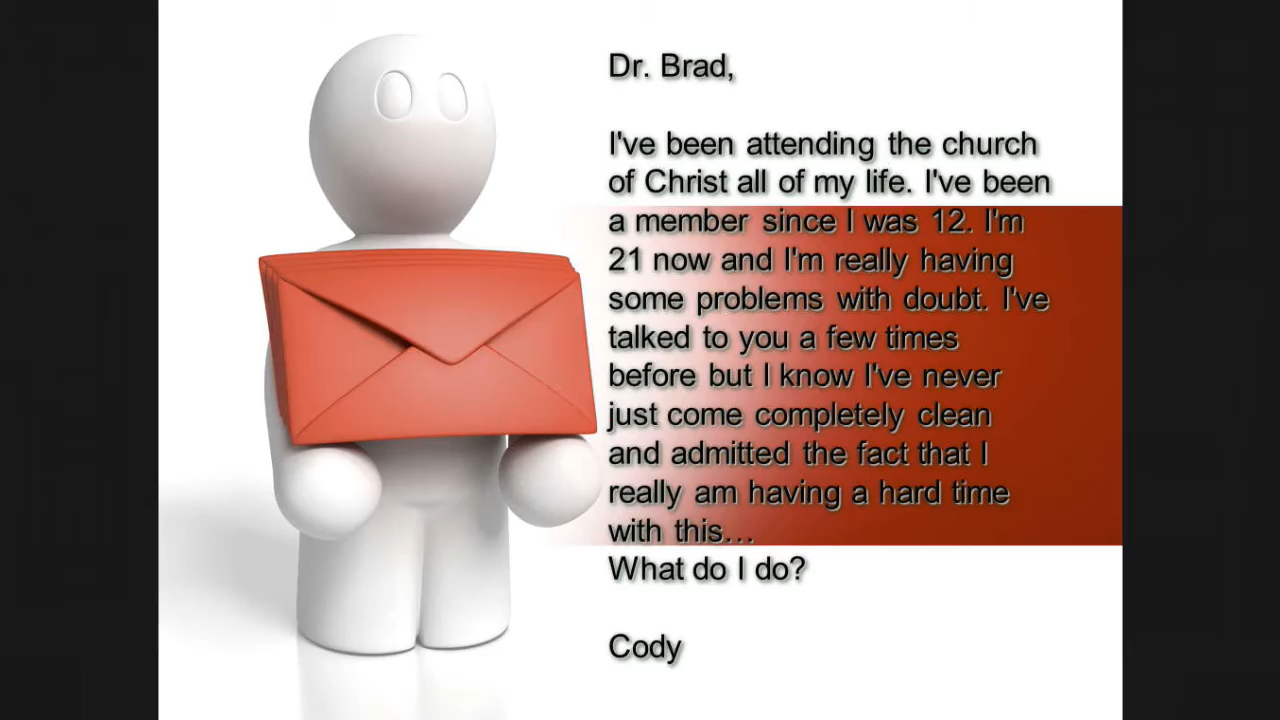 Dr. Brad,
I've been attending the church
of Christ all of my life. I've been
a member since I was 12. I'm
21 now and I'm really having
some problems with doubt. I've
talked to you a few times
before but I know I've never
just come completely clean
and admitted the fact that I
really am having a hard time
with this…
What do I do?
Cody